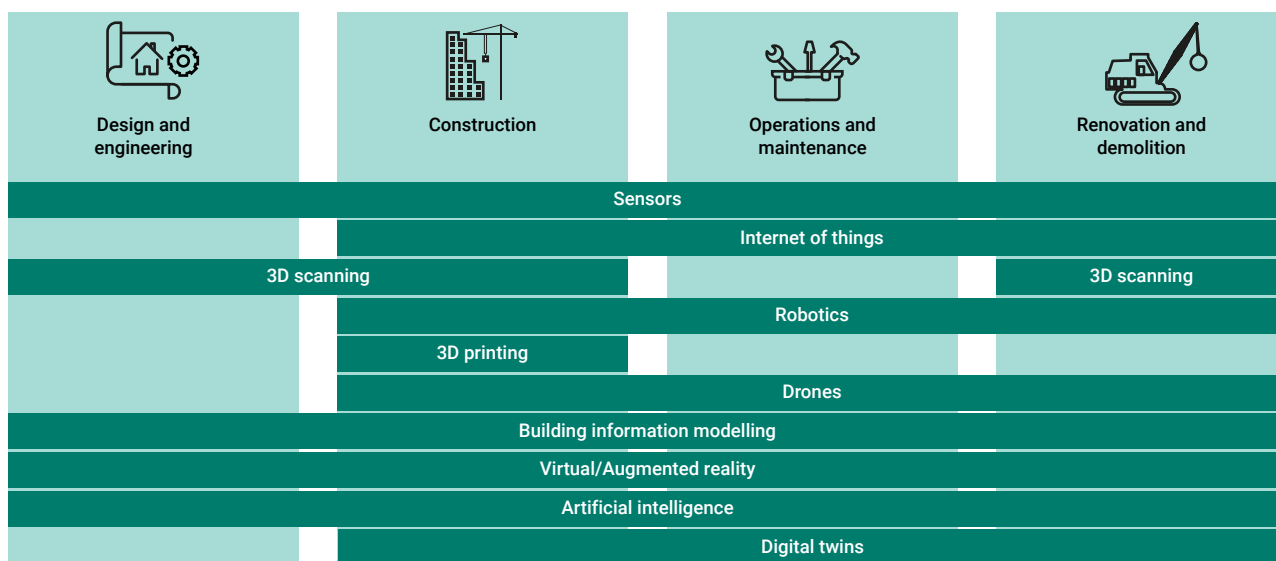 Design and
engineering
Construction
Operations and
maintenance
Renovation and
demolition
Sensors
Internet of things
3D scanning
3D scanning
Robotics
3D printing
Drones
Building information modelling
Virtual/Augmented reality
Artificial intelligence
Digital twins